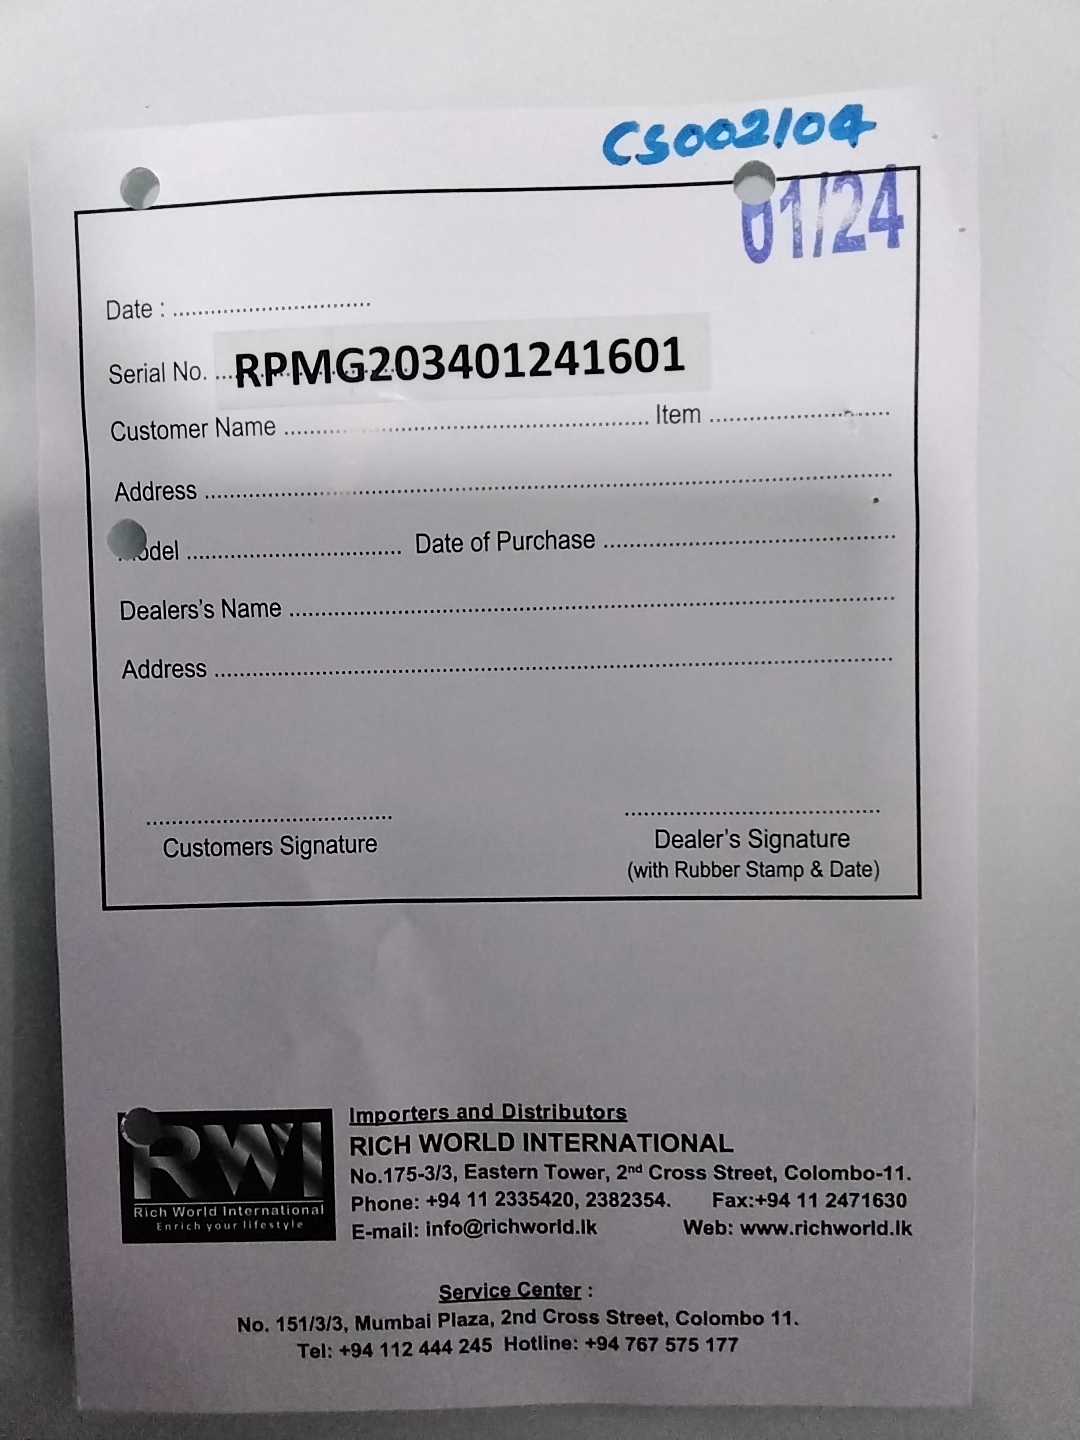 CS002104
01/24
Date : ..............................
Serial No. ... RPMG203401241601
Customer Name ........................................................ Item ............................
Address ..........................................................................................................
Model ................................. Date of Purchase .............................................
Dealers's Name ...............................................................................................
Address ..........................................................................................................
Customers Signature
Dealer's Signature
(with Rubber Stamp & Date)
RWI
Rich World International
Enrich your lifestyle
Importers and Distributors
RICH WORLD INTERNATIONAL
No.175-3/3, Eastern Tower, 2nd Cross Street, Colombo-11.
Phone: +94 11 2335420, 2382354. Fax:+94 11 2471630
E-mail: info@richworld.lk Web: www.richworld.lk
Service Center :
No. 151/3/3, Mumbai Plaza, 2nd Cross Street, Colombo 11.
Tel: +94 112 444 245 Hotline: +94 767 575 177